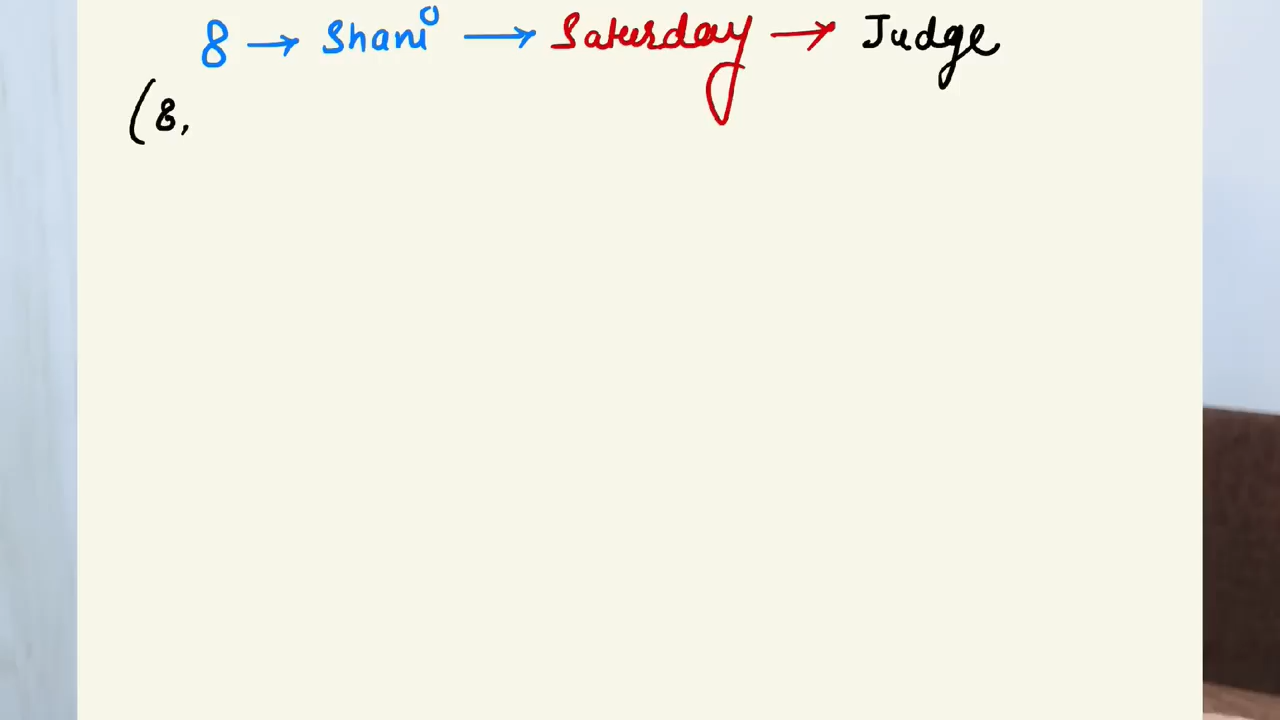 8 → Shani → Saturday → Judge
(8,